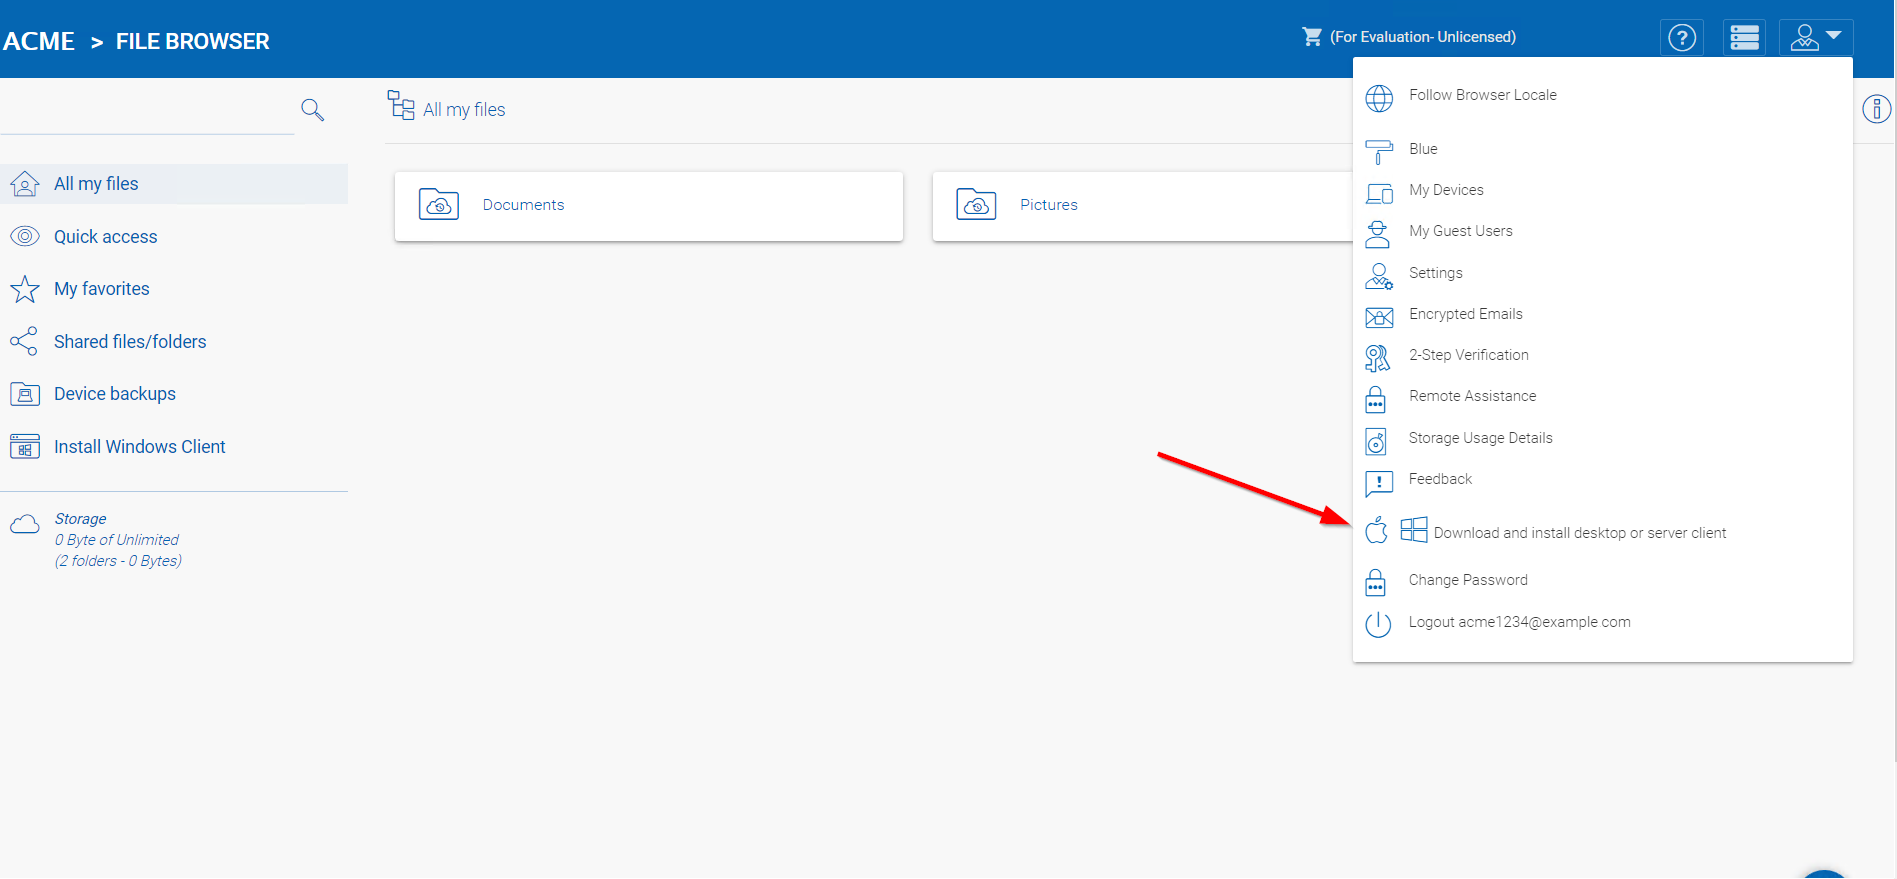 ACME > FILE BROWSER
(For Evaluation- Unlicensed)
?
All my files
Quick access
My favorites
Shared files/folders
Device backups
Install Windows Client
Storage
0 Byte of Unlimited
(2 folders - 0 Bytes)
All my files
Documents
Pictures
Follow Browser Locale
Blue
My Devices
My Guest Users
Settings
Encrypted Emails
2-Step Verification
Remote Assistance
Storage Usage Details
Feedback
Download and install desktop or server client
Change Password
Logout acme1234@example.com